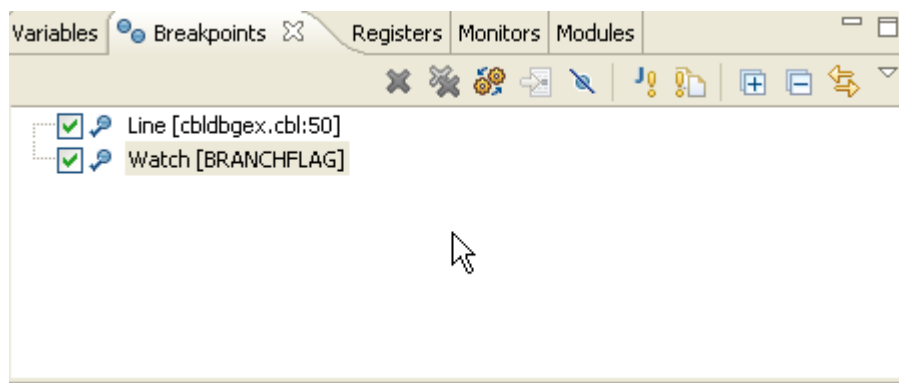 Variables Breakpoints Registers Monitors Modules
Line [cbldbgex.cbl:50]
Watch [BRANCHFLAG]